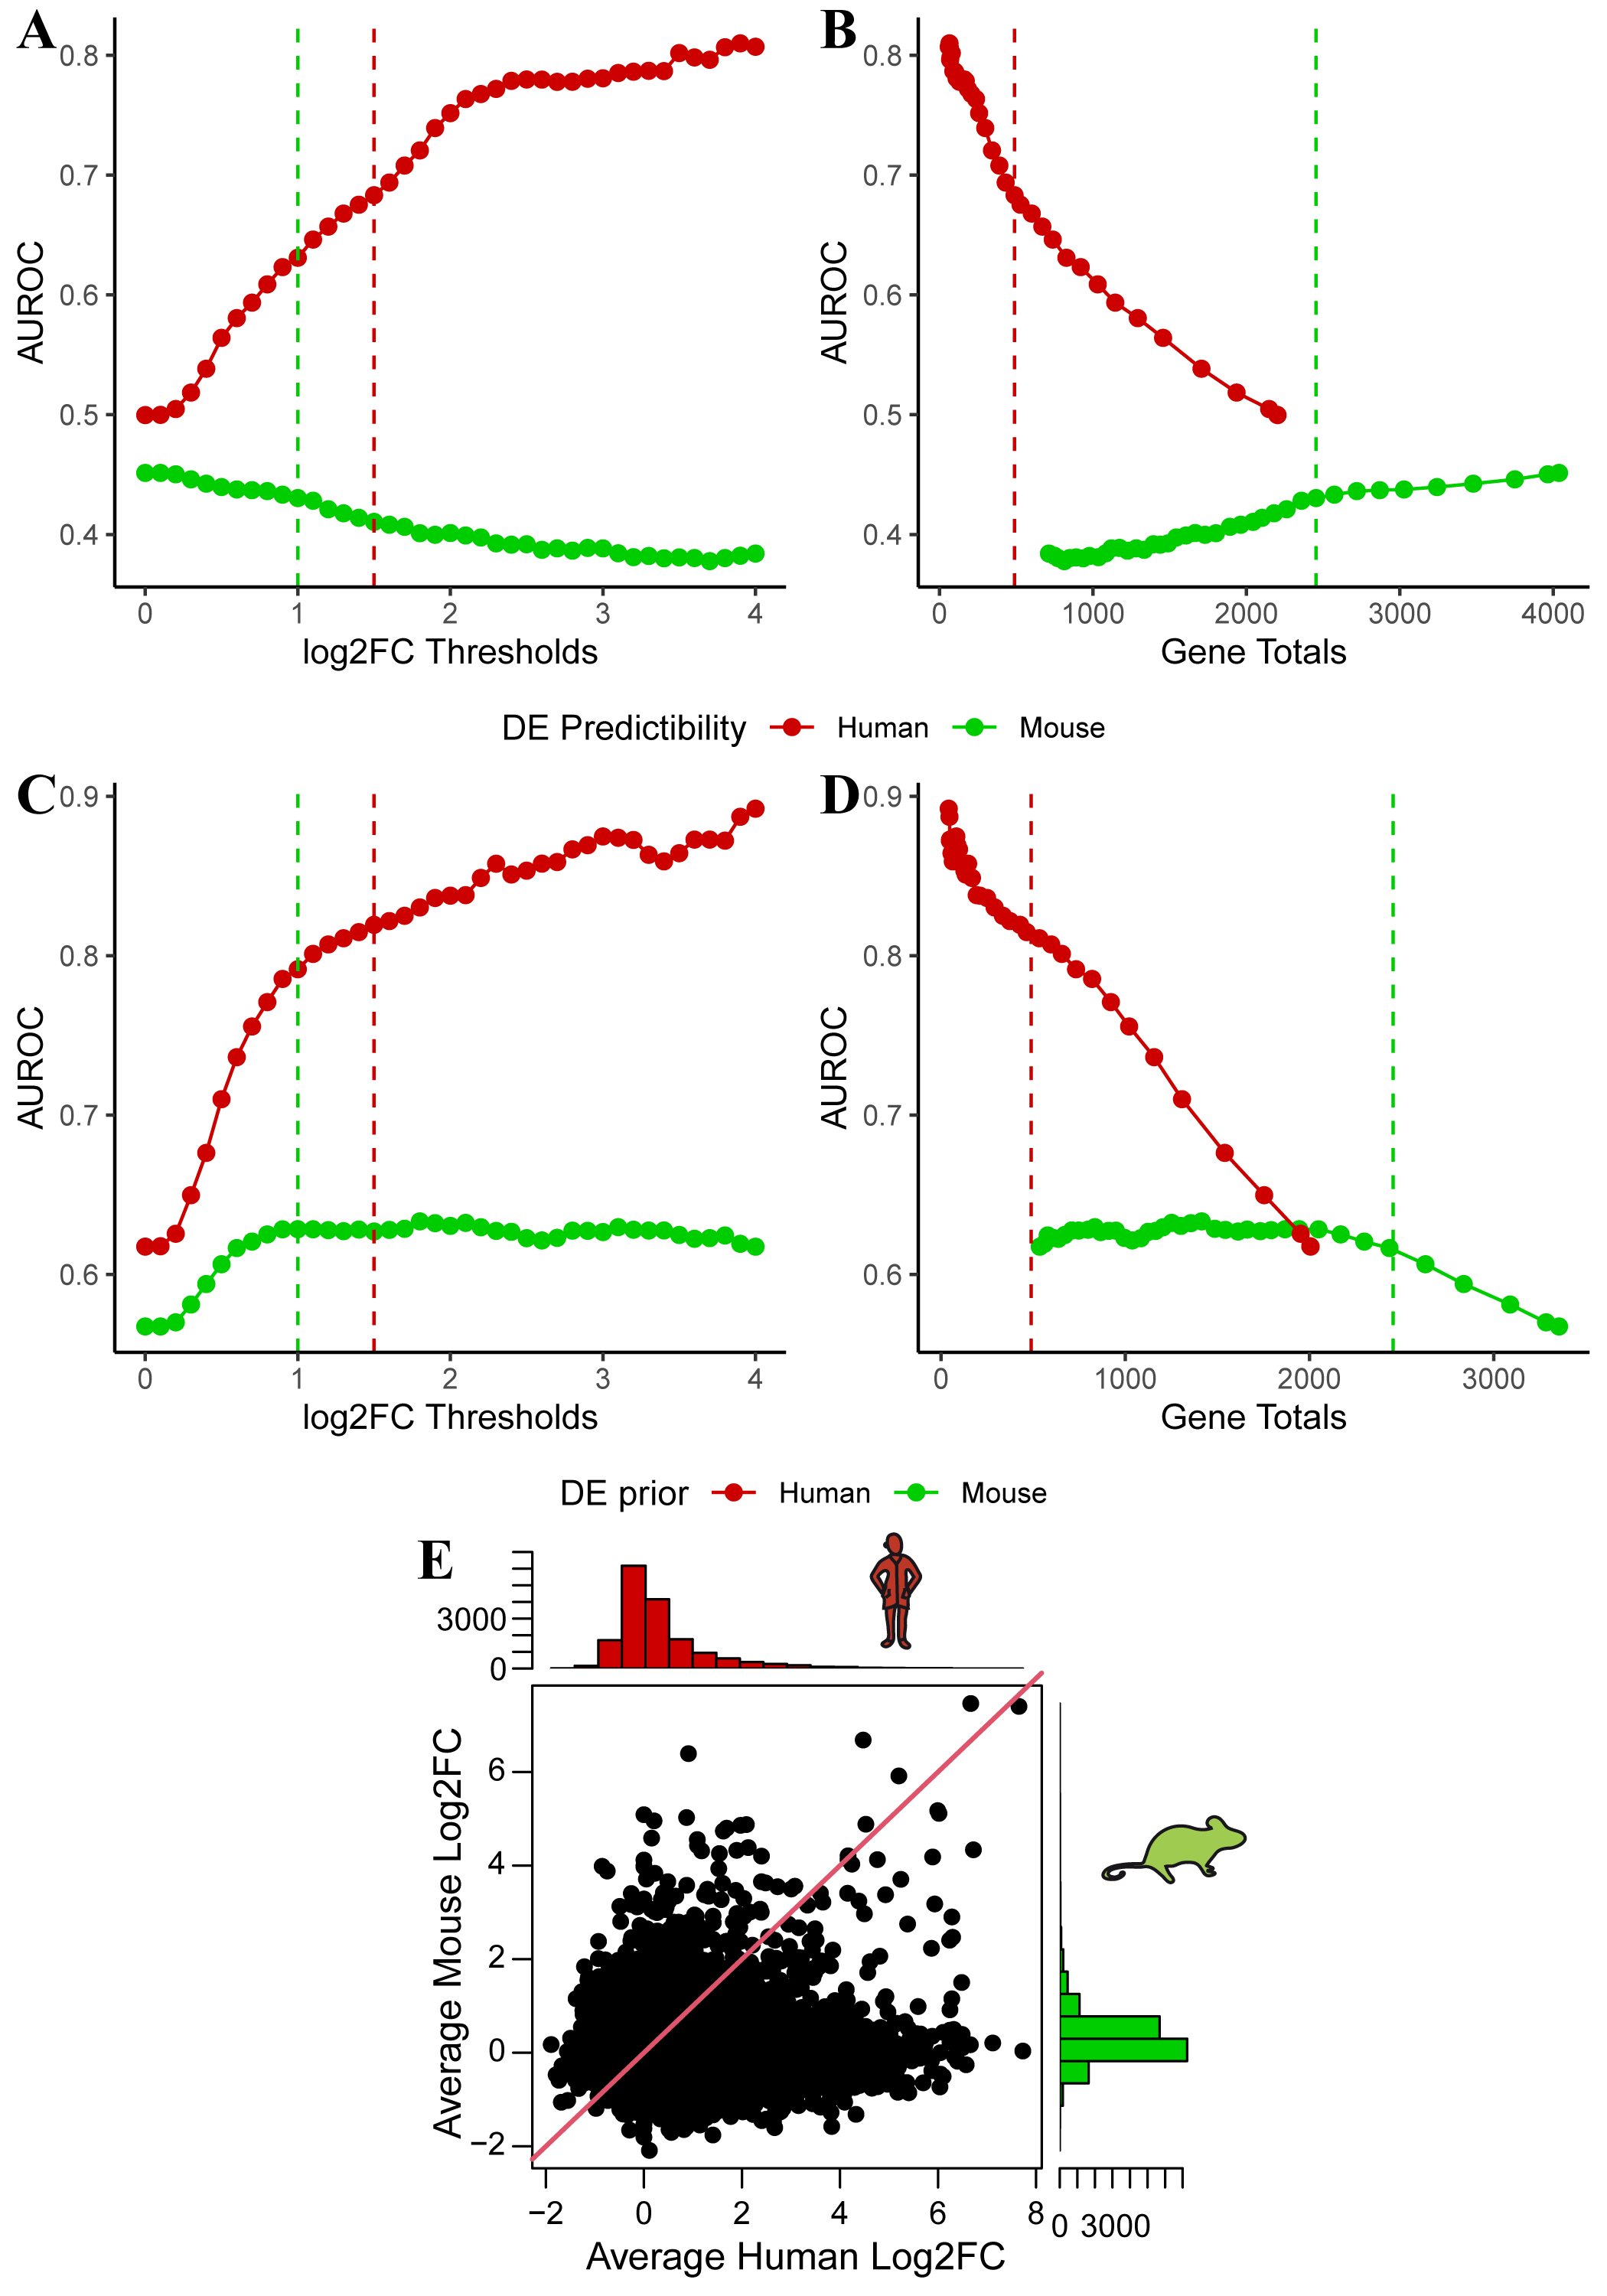 A
B
AUROC
0.8
0.7
0.6
0.5
0.4
0 1 2 3 4
log2FC Thresholds
AUROC
0.8
0.7
0.6
0.5
0.4
0 1000 2000 3000 4000
Gene Totals
DE Predictibility Human Mouse
C
D
AUROC
0.9
0.8
0.7
0.6
0 1 2 3 4
log2FC Thresholds
AUROC
0.9
0.8
0.7
0.6
0 1000 2000 3000
Gene Totals
DE prior Human Mouse
E
3000
0
Average Mouse Log2FC
6
4
2
0
−2
−2 0 2 4 6 8
0 3000
Average Human Log2FC